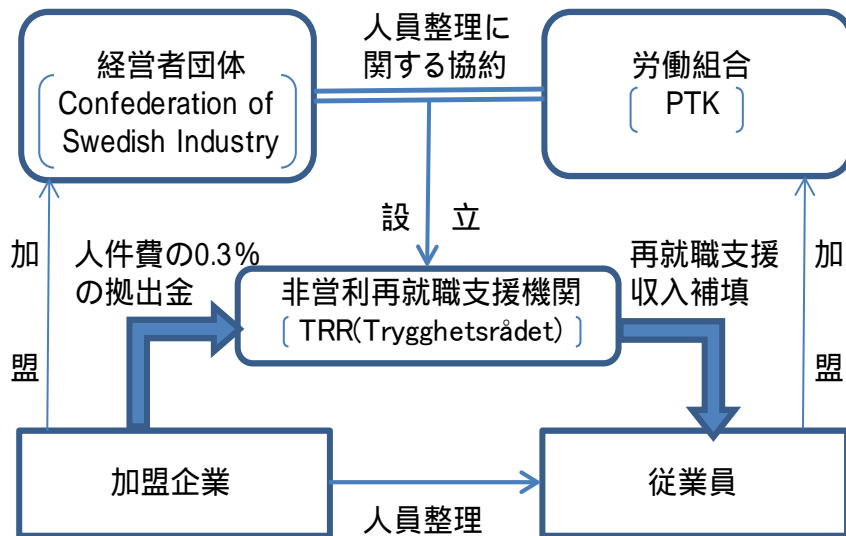 人員整理に
関する協約
経営者団体
Confederation of
Swedish Industry
労働組合
PTK
設 立
加 盟
人件費の0.3%
の拠出金
非営利再就職支援機関
TRR(Trygghetsrådet)
再就職支援
収入補填
加 盟
加盟企業
人員整理
従業員